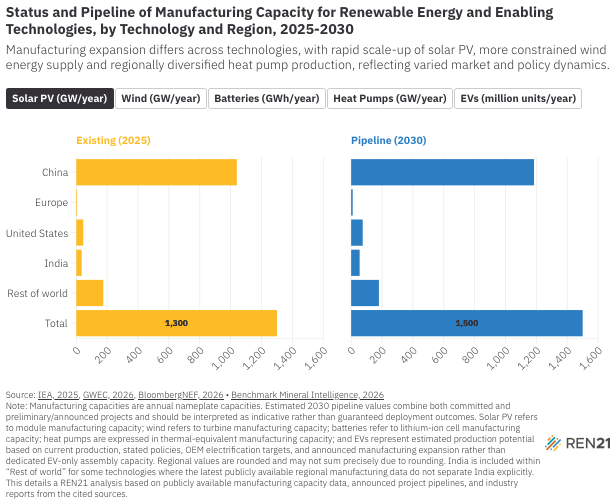 Status and Pipeline of Manufacturing Capacity for Renewable Energy and Enabling
Technologies, by Technology and Region, 2025-2030
Manufacturing expansion differs across technologies, with rapid scale-up of solar PV, more constrained wind
energy supply and regionally diversified heat pump production, reflecting varied market and policy dynamics.
Solar PV (GW/year) Wind (GW/year) Batteries (GWh/year) Heat Pumps (GW/year) EVs (million units/year)
Existing (2025) Pipeline (2030)
China
Europe
United States
India
Rest of world
Total 1,300 1,500
0 200 400 600 800 1,000 1,200 1,400 1,600 0 200 400 600 800 1,000 1,200 1,400 1,600
Source: IEA, 2025, GWEC, 2026, BloombergNEF, 2026 • Benchmark Mineral Intelligence, 2026
Note: Manufacturing capacities are annual nameplate capacities. Estimated 2030 pipeline values combine both committed and
preliminary/announced projects and should be interpreted as indicative rather than guaranteed deployment outcomes. Solar PV refers
to module manufacturing capacity; wind refers to turbine manufacturing capacity; batteries refer to lithium-ion cell manufacturing
capacity; heat pumps are expressed in thermal-equivalent manufacturing capacity; and EVs represent estimated production potential
based on current production, stated policies, OEM electrification targets, and announced manufacturing expansion rather than
dedicated EV-only assembly capacity. Regional values are rounded and may not sum precisely due to rounding. India is included within
"Rest of world" for some technologies where the latest publicly available regional manufacturing data do not separate India explicitly.
This details a REN21 analysis based on publicly available manufacturing capacity data, announced project pipelines, and industry
reports from the cited sources.
REN21